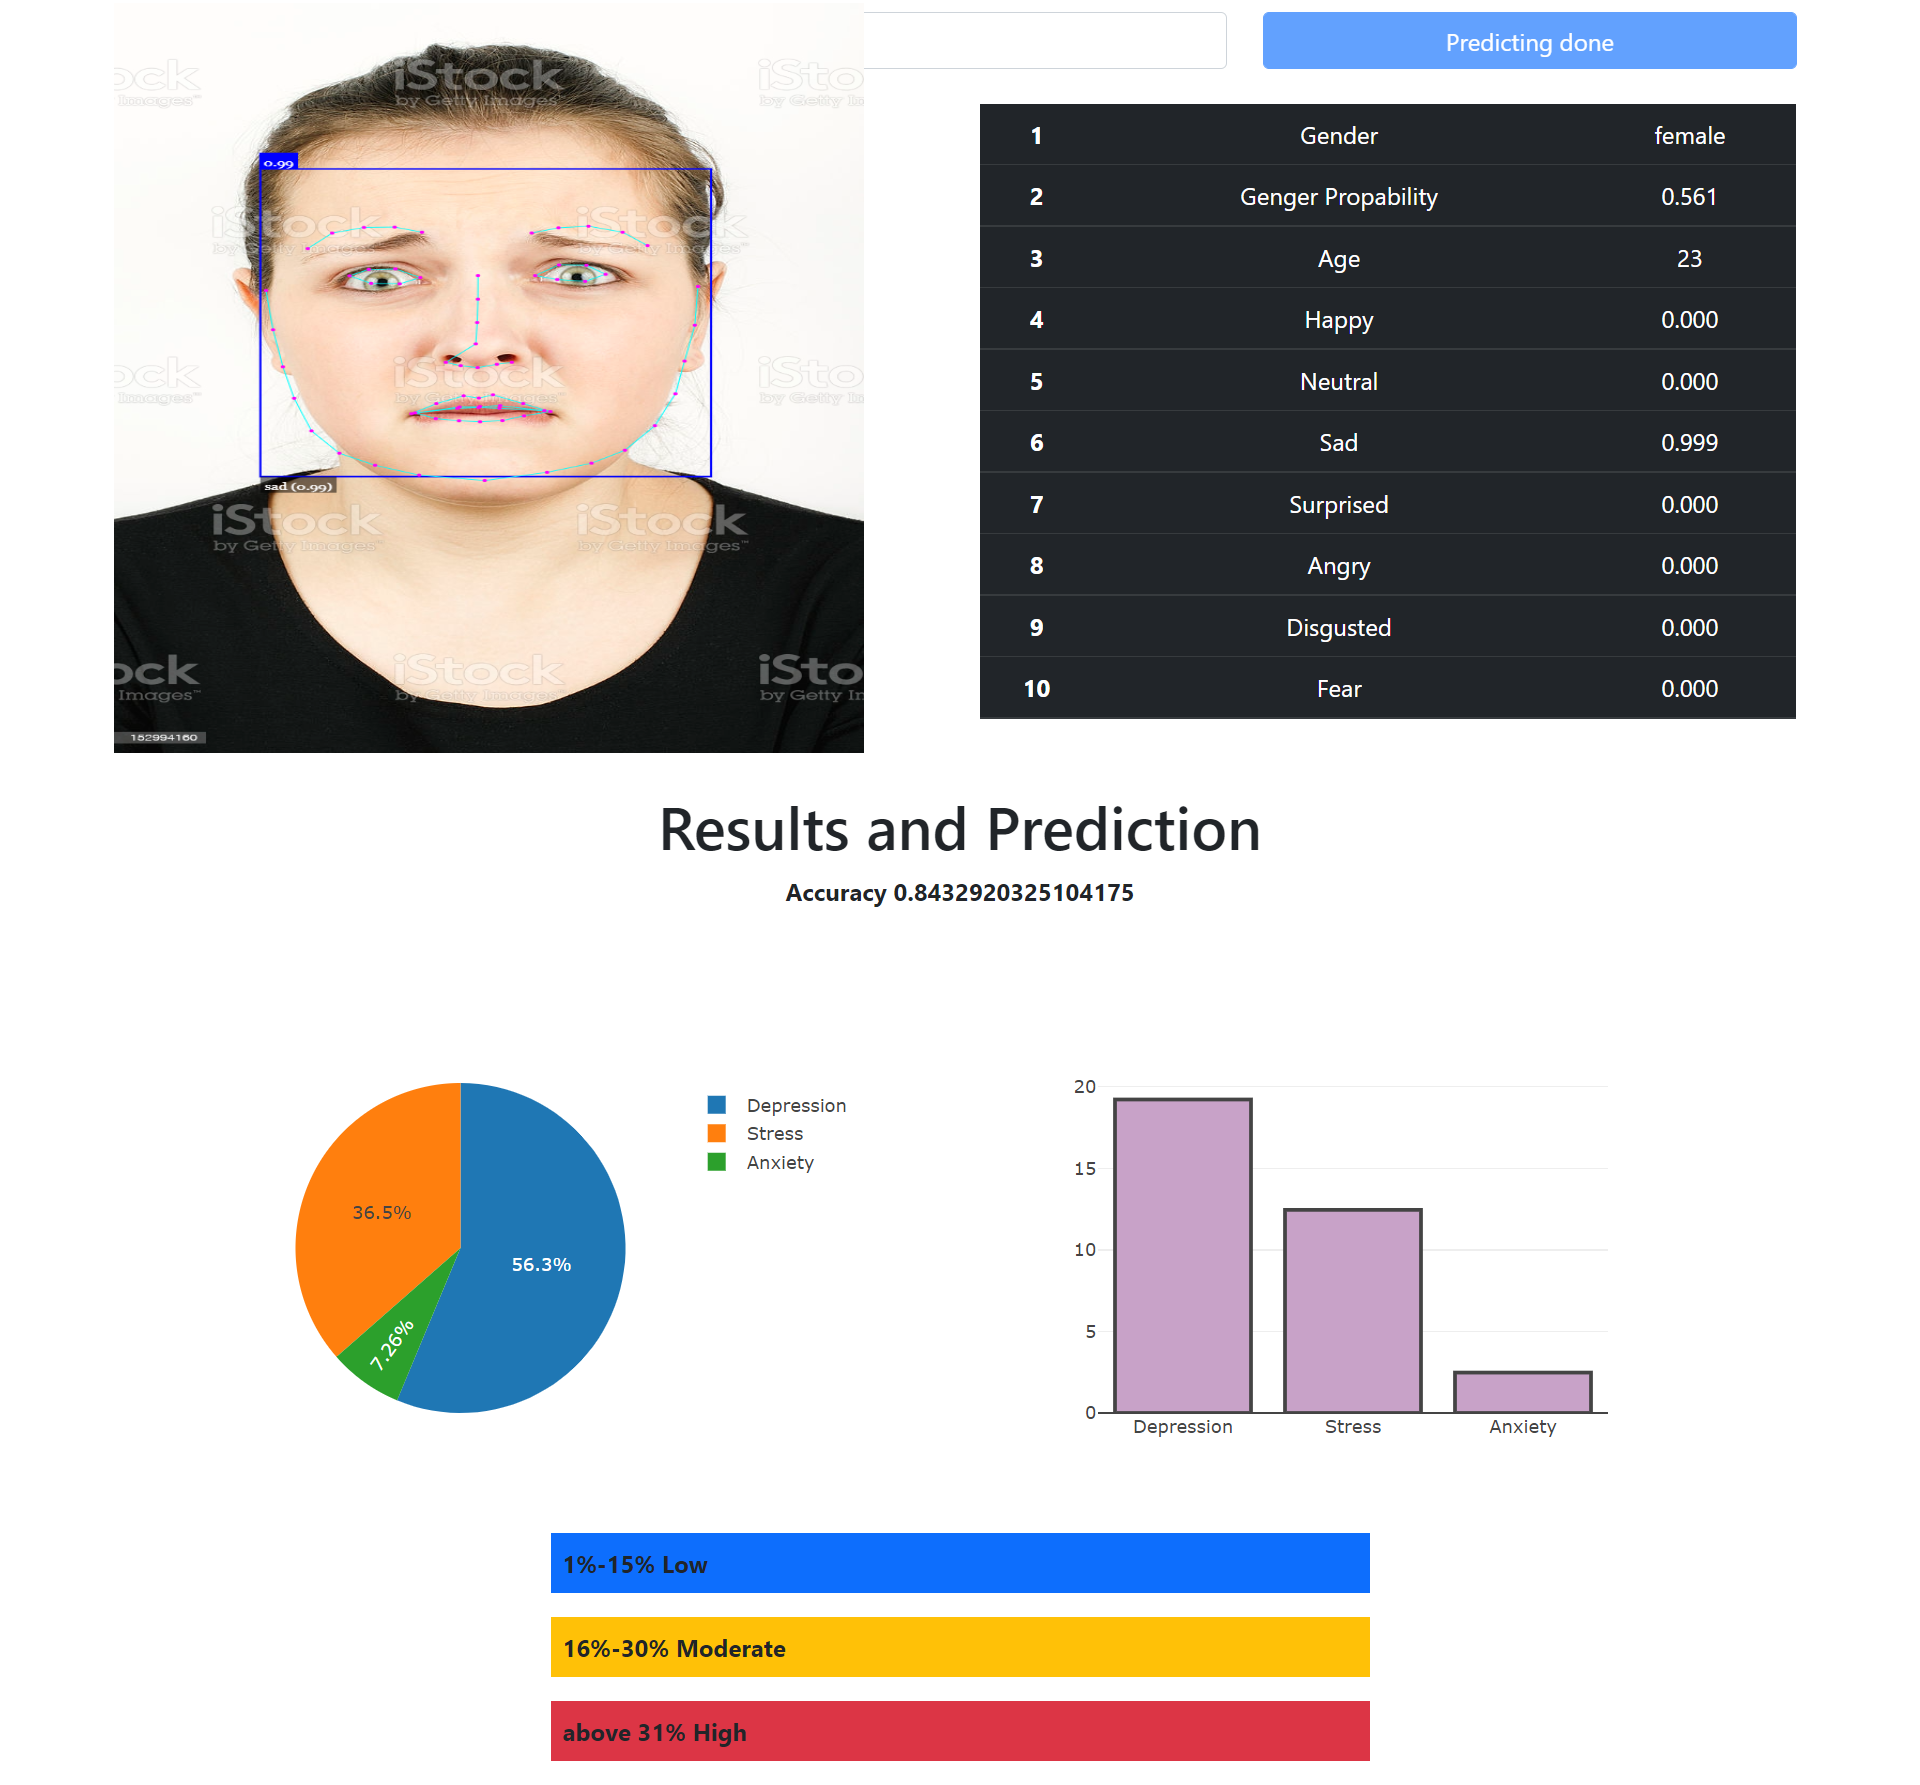 Predicting done
iStock
by Getty Images™
0.99
sad (0.99)
152994160
1 Gender female
2 Genger Propability 0.561
3 Age 23
4 Happy 0.000
5 Neutral 0.000
6 Sad 0.999
7 Surprised 0.000
8 Angry 0.000
9 Disgusted 0.000
10 Fear 0.000
Results and Prediction
Accuracy 0.8432920325104175
36.5%
56.3%
7.26%
Depression
Stress
Anxiety
20
15
10
5
0
Depression Stress Anxiety
1%-15% Low
16%-30% Moderate
above 31% High